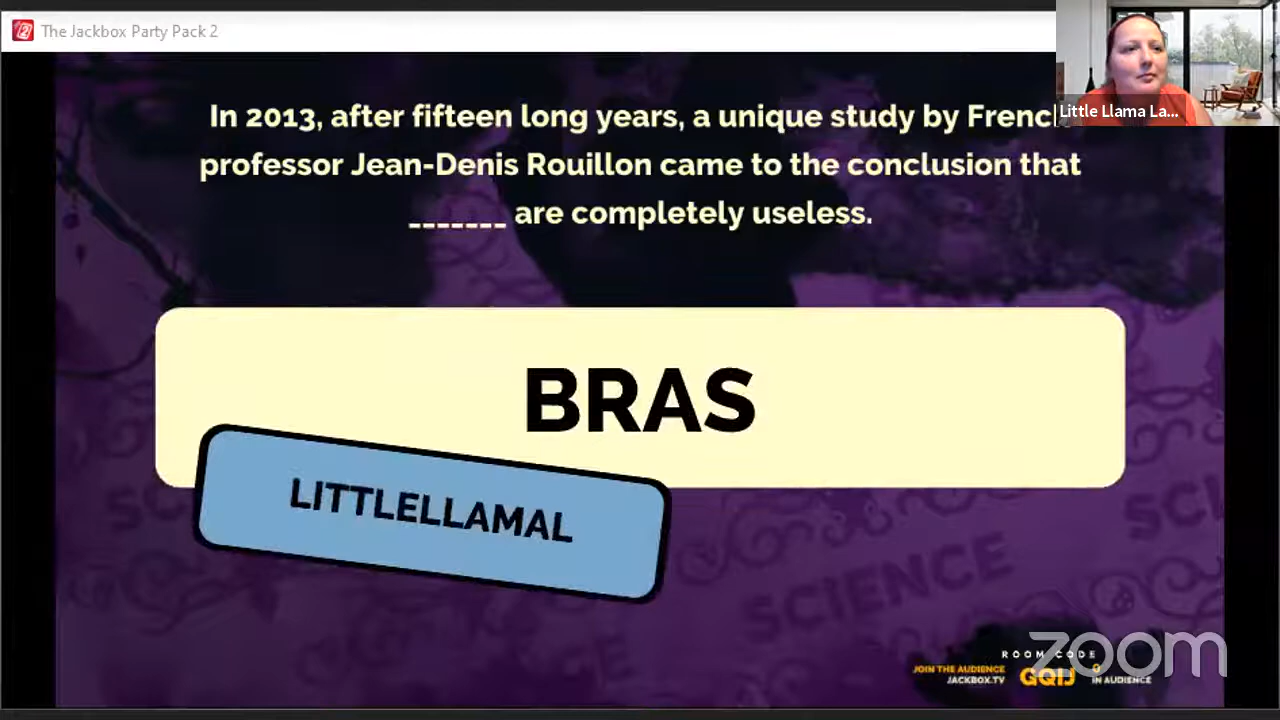 The Jackbox Party Pack 2
Little Llama La...
In 2013, after fifteen long years, a unique study by French
professor Jean-Denis Rouillon came to the conclusion that
_______ are completely useless.
BRAS
LITTLELLAMAL
SCIENCE
SCI
ROOM CODE
zoom
JOIN THE AUDIENCE
JACKBOX.TV
GQIJ
0
IN AUDIENCE